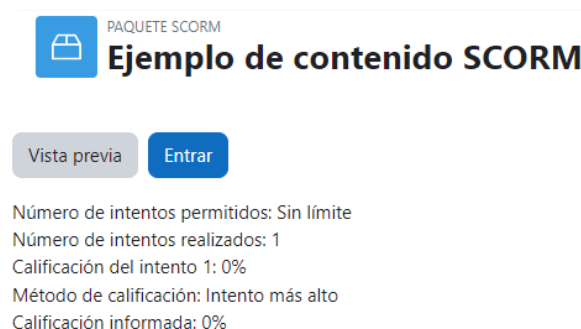 PAQUETE SCORM
Ejemplo de contenido SCORM
Vista previa
Entrar
Número de intentos permitidos: Sin límite
Número de intentos realizados: 1
Calificación del intento 1: 0%
Método de calificación: Intento más alto
Calificación informada: 0%